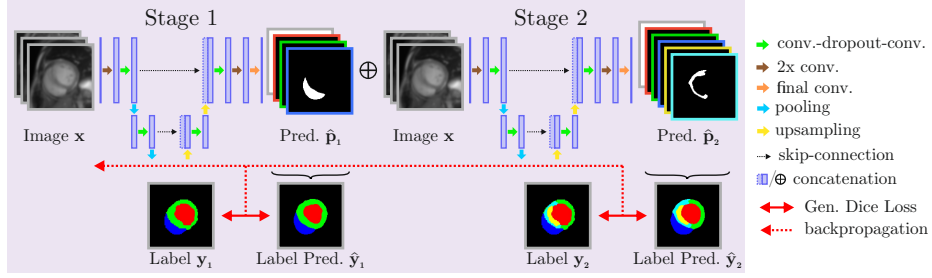 Stage 1
Stage 2
Image x
Pred. p̂₁
⊕
Image x
Pred. p̂₂
Label y₁
Label Pred. ŷ₁
Label y₂
Label Pred. ŷ₂
conv.-dropout-conv.
2x conv.
final conv.
pooling
upsampling
skip-connection
/⊕ concatenation
Gen. Dice Loss
backpropagation